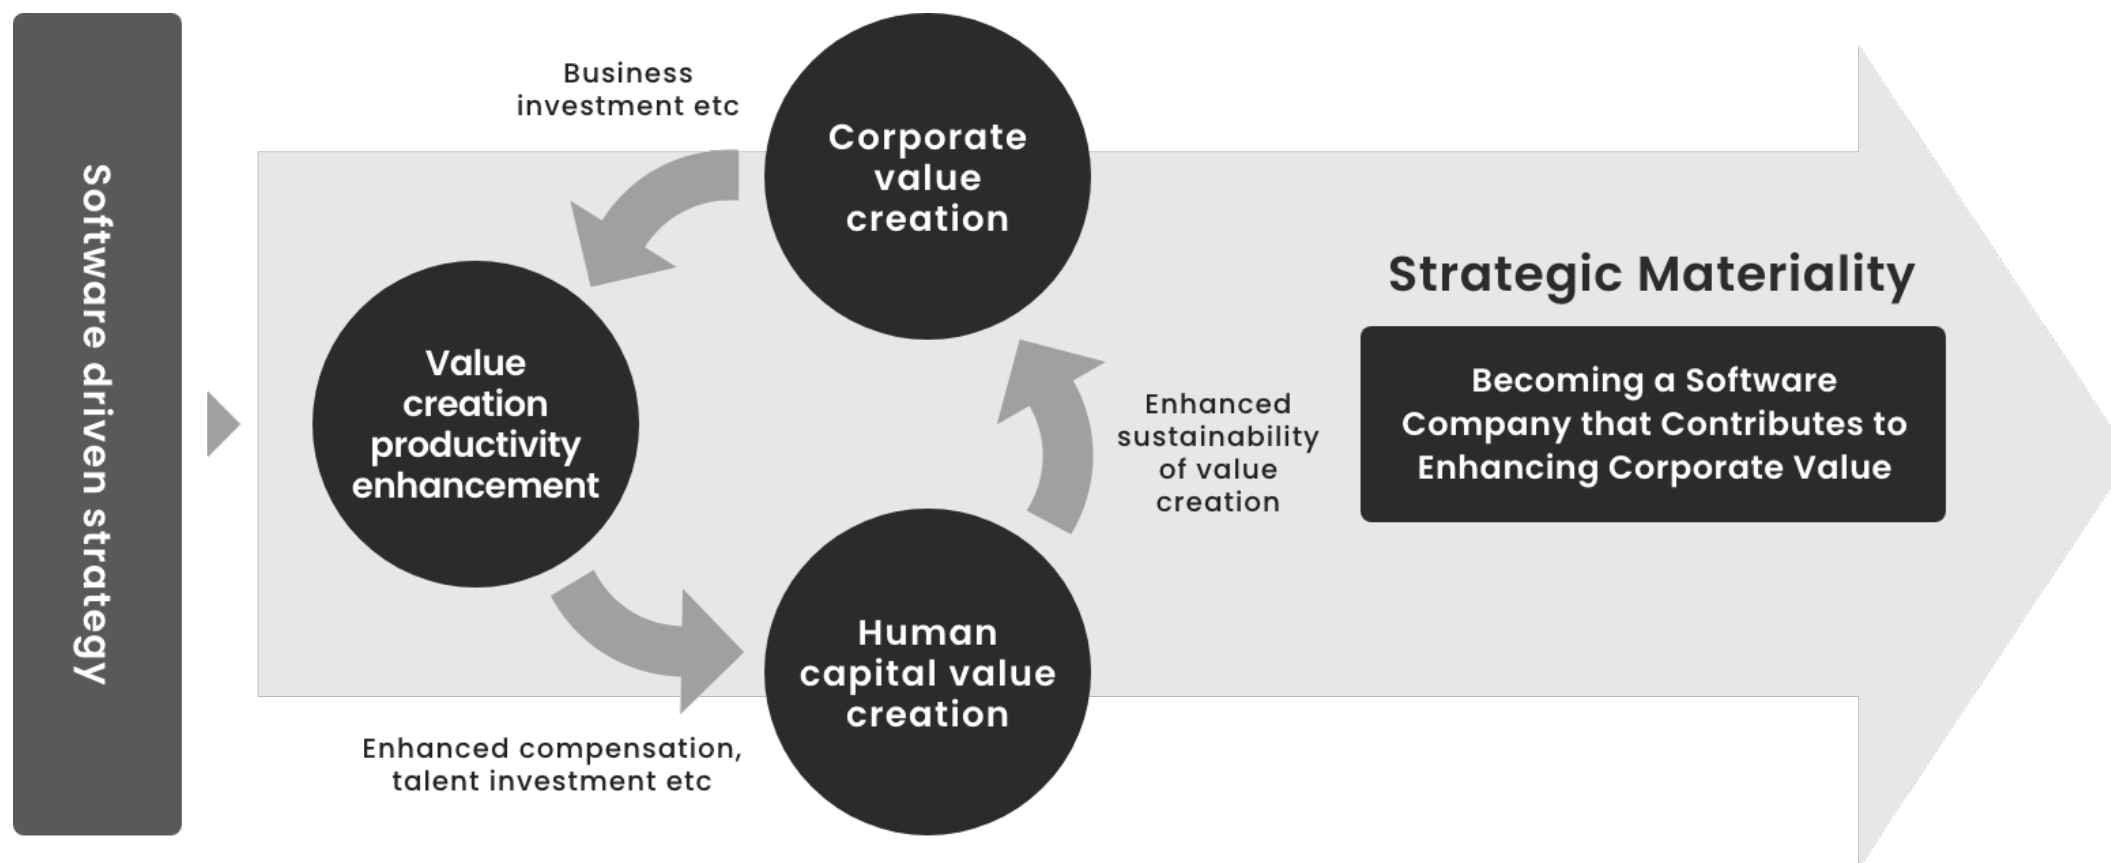 Software driven strategy
Business
investment etc
Corporate
value
creation
Value
creation
productivity
enhancement
Enhanced compensation,
talent investment etc
Human
capital value
creation
Enhanced
sustainability
of value
creation
Strategic Materiality
Becoming a Software
Company that Contributes to
Enhancing Corporate Value